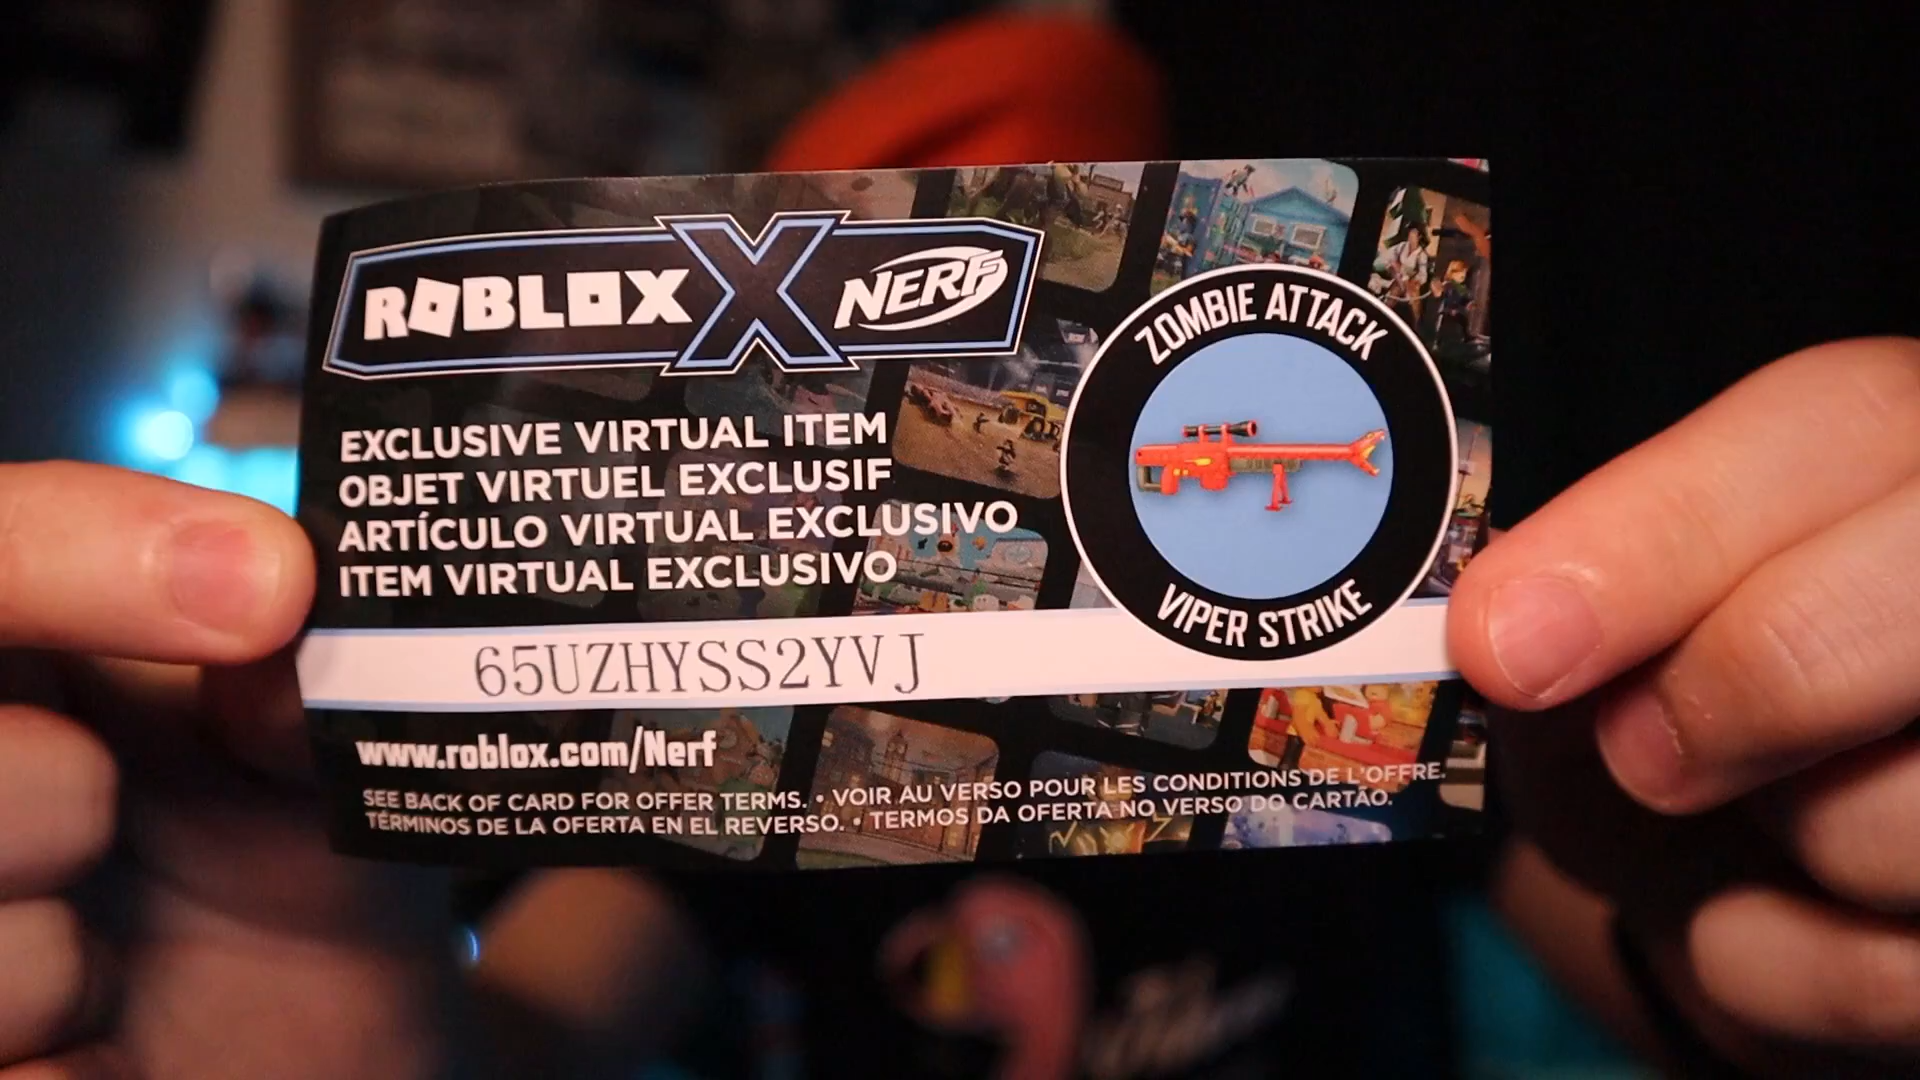 ROBLOX X NERF
ZOMBIE ATTACK
EXCLUSIVE VIRTUAL ITEM
OBJET VIRTUEL EXCLUSIF
ARTÍCULO VIRTUAL EXCLUSIVO
ITEM VIRTUAL EXCLUSIVO
VIPER STRIKE
65UZHYSS2YVJ
www.roblox.com/Nerf
SEE BACK OF CARD FOR OFFER TERMS. • VOIR AU VERSO POUR LES CONDITIONS DE L'OFFRE.
TÉRMINOS DE LA OFERTA EN EL REVERSO. • TERMOS DA OFERTA NO VERSO DO CARTÃO.